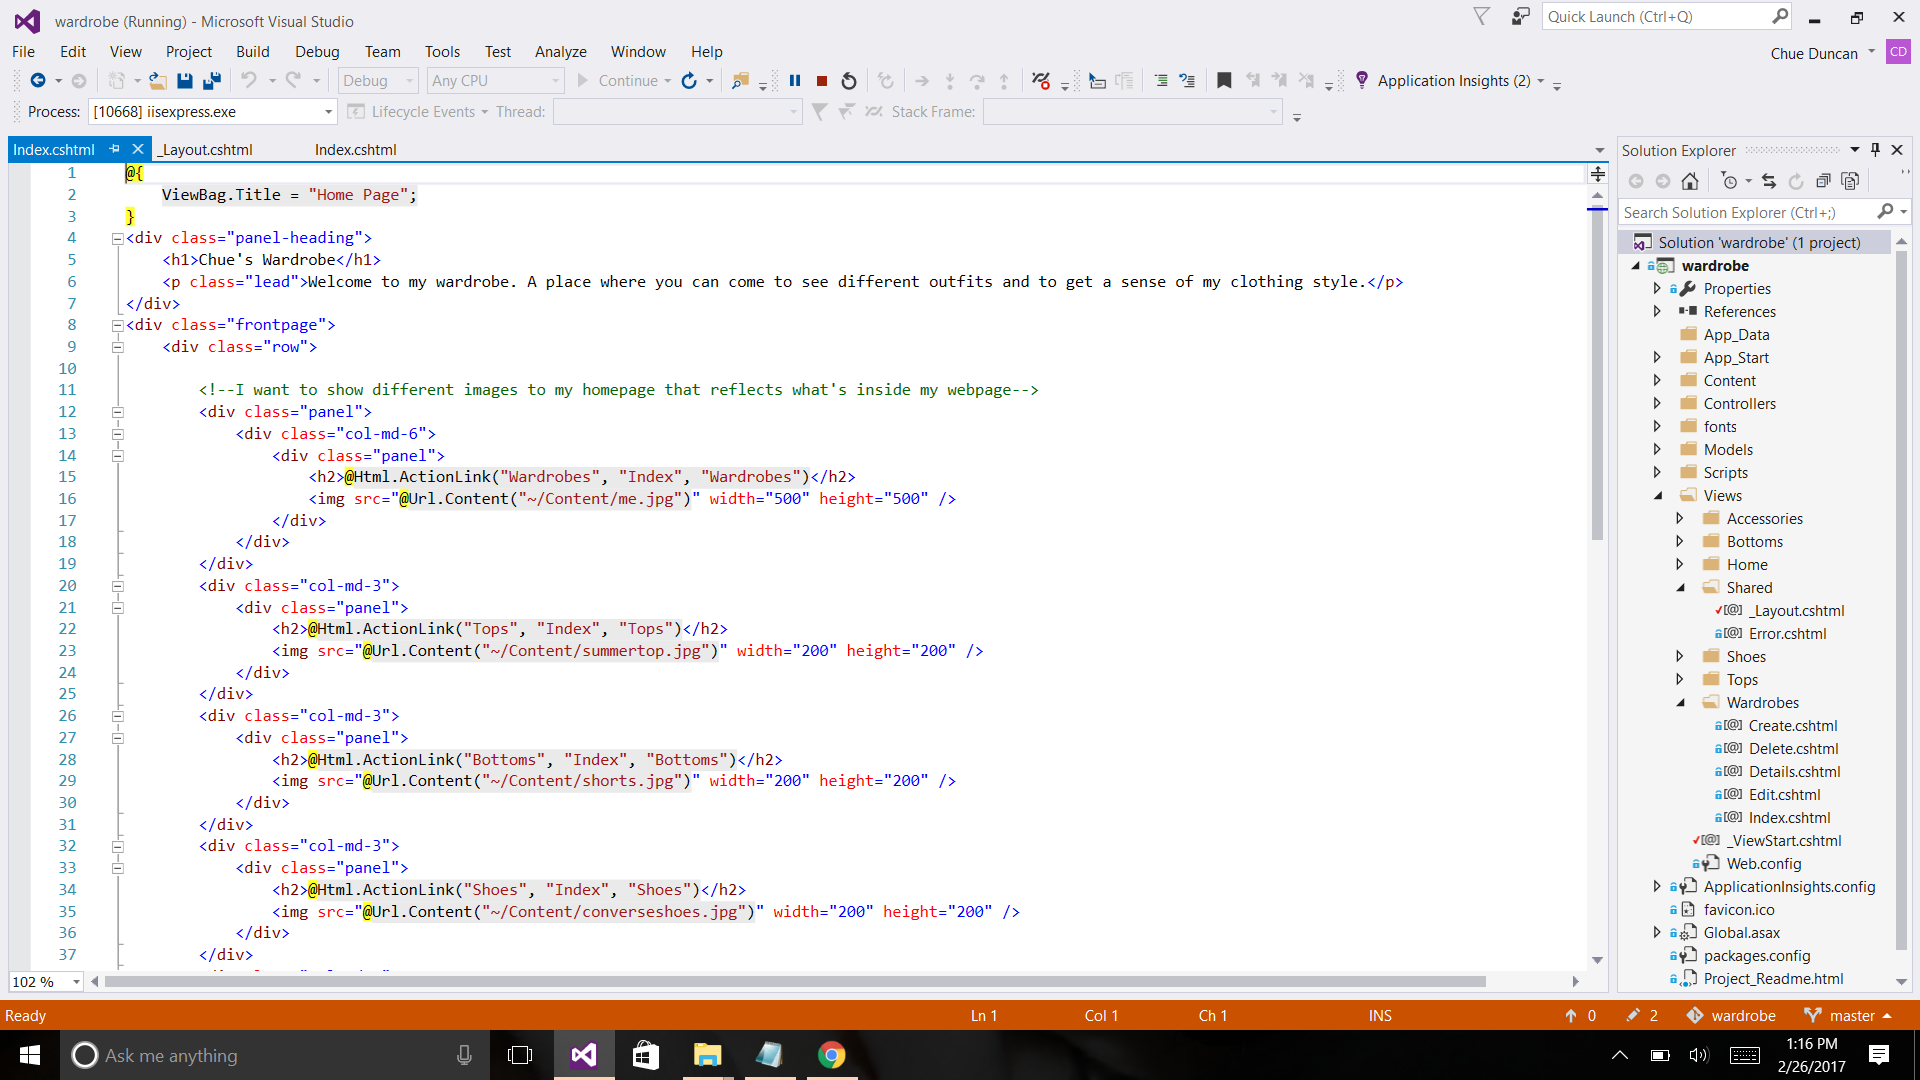 wardrobe (Running) - Microsoft Visual Studio
Quick Launch (Ctrl+Q)
File Edit View Project Build Debug Team Tools Test Analyze Window Help
Chue Duncan CD
Debug Any CPU Continue Application Insights (2)
Process: [10668] iisexpress.exe Lifecycle Events Thread: Stack Frame:
Index.cshtml _Layout.cshtml Index.cshtml
1 @{
2 ViewBag.Title = "Home Page";
3 }
4 <div class="panel-heading">
5 <h1>Chue's Wardrobe</h1>
6 <p class="lead">Welcome to my wardrobe. A place where you can come to see different outfits and to get a sense of my clothing style.</p>
7 </div>
8 <div class="frontpage">
9 <div class="row">
10
11 <!--I want to show different images to my homepage that reflects what's inside my webpage-->
12 <div class="panel">
13 <div class="col-md-6">
14 <div class="panel">
15 <h2>@Html.ActionLink("Wardrobes", "Index", "Wardrobes")</h2>
16 <img src="@Url.Content("~/Content/me.jpg")" width="500" height="500" />
17 </div>
18 </div>
19 </div>
20 <div class="col-md-3">
21 <div class="panel">
22 <h2>@Html.ActionLink("Tops", "Index", "Tops")</h2>
23 <img src="@Url.Content("~/Content/summertop.jpg")" width="200" height="200" />
24 </div>
25 </div>
26 <div class="col-md-3">
27 <div class="panel">
28 <h2>@Html.ActionLink("Bottoms", "Index", "Bottoms")</h2>
29 <img src="@Url.Content("~/Content/shorts.jpg")" width="200" height="200" />
30 </div>
31 </div>
32 <div class="col-md-3">
33 <div class="panel">
34 <h2>@Html.ActionLink("Shoes", "Index", "Shoes")</h2>
35 <img src="@Url.Content("~/Content/converseshoes.jpg")" width="200" height="200" />
36 </div>
37 </div>
102 %
Solution Explorer
Search Solution Explorer (Ctrl+;)
Solution 'wardrobe' (1 project)
wardrobe
Properties
References
App_Data
App_Start
Content
Controllers
fonts
Models
Scripts
Views
Accessories
Bottoms
Home
Shared
_Layout.cshtml
Error.cshtml
Shoes
Tops
Wardrobes
Create.cshtml
Delete.cshtml
Details.cshtml
Edit.cshtml
Index.cshtml
_ViewStart.cshtml
Web.config
ApplicationInsights.config
favicon.ico
Global.asax
packages.config
Project_Readme.html
Ready Ln 1 Col 1 Ch 1 INS 0 2 wardrobe master
Ask me anything
1:16 PM
2/26/2017